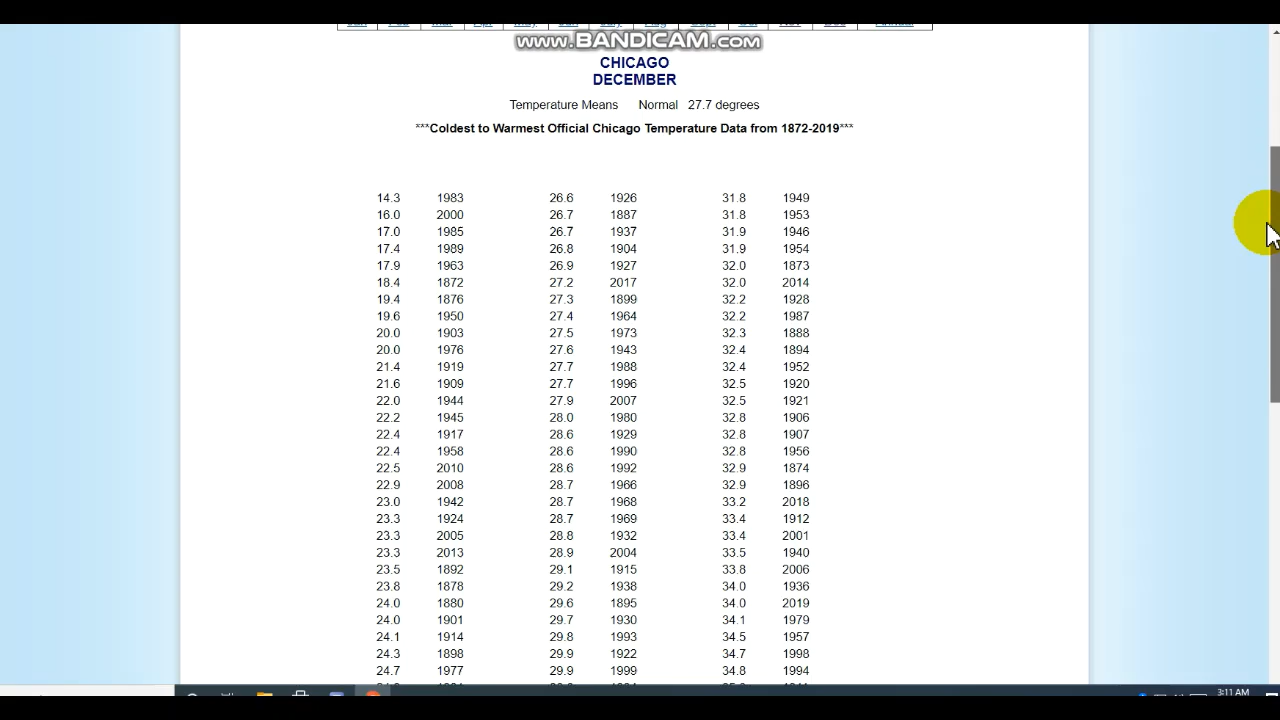 Jan Feb Mar Apr May Jun July Aug Sept Oct Nov Dec Annual
www.BANDICAM.com
CHICAGO
DECEMBER
Temperature Means Normal 27.7 degrees
***Coldest to Warmest Official Chicago Temperature Data from 1872-2019***
14.3 1983 26.6 1926 31.8 1949
16.0 2000 26.7 1887 31.8 1953
17.0 1985 26.7 1937 31.9 1946
17.4 1989 26.8 1904 31.9 1954
17.9 1963 26.9 1927 32.0 1873
18.4 1872 27.2 2017 32.0 2014
19.4 1876 27.3 1899 32.2 1928
19.6 1950 27.4 1964 32.2 1987
20.0 1903 27.5 1973 32.3 1888
20.0 1976 27.6 1943 32.4 1894
21.4 1919 27.7 1988 32.4 1952
21.6 1909 27.7 1996 32.5 1920
22.0 1944 27.9 2007 32.5 1921
22.2 1945 28.0 1980 32.8 1906
22.4 1917 28.6 1929 32.8 1907
22.4 1958 28.6 1990 32.8 1956
22.5 2010 28.6 1992 32.9 1874
22.9 2008 28.7 1966 32.9 1896
23.0 1942 28.7 1968 33.2 2018
23.3 1924 28.7 1969 33.4 1912
23.3 2005 28.8 1932 33.4 2001
23.3 2013 28.9 2004 33.5 1940
23.5 1892 29.1 1915 33.8 2006
23.8 1878 29.2 1938 34.0 1936
24.0 1880 29.6 1895 34.0 2019
24.0 1901 29.7 1930 34.1 1979
24.1 1914 29.8 1993 34.5 1957
24.3 1898 29.9 1922 34.7 1998
24.7 1977 29.9 1999 34.8 1994
3:11 AM